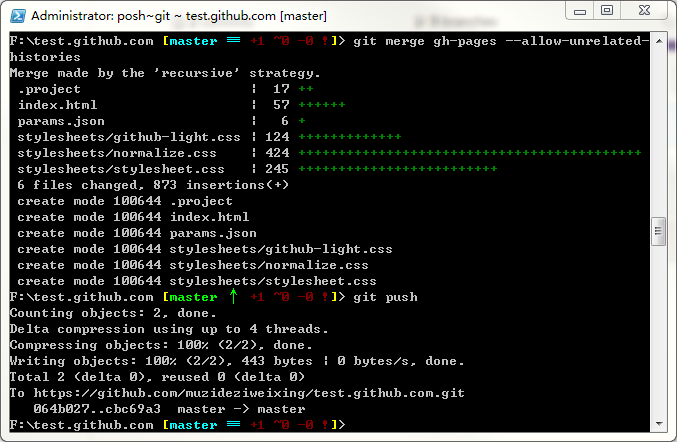 Administrator: posh~git ~ test.github.com [master]
F:\test.github.com [master ≡ +1 ~0 -0 !]> git merge gh-pages --allow-unrelated-
histories
Merge made by the 'recursive' strategy.
.project | 17 ++
index.html | 57 ++++++
params.json | 6 +
stylesheets/github-light.css | 124 +++++++++++++
stylesheets/normalize.css | 424 ++++++++++++++++++++++++++++++++++++++++++++
stylesheets/stylesheet.css | 245 +++++++++++++++++++++++++
6 files changed, 873 insertions(+)
create mode 100644 .project
create mode 100644 index.html
create mode 100644 params.json
create mode 100644 stylesheets/github-light.css
create mode 100644 stylesheets/normalize.css
create mode 100644 stylesheets/stylesheet.css
F:\test.github.com [master ↑ +1 ~0 -0 !]> git push
Counting objects: 2, done.
Delta compression using up to 4 threads.
Compressing objects: 100% (2/2), done.
Writing objects: 100% (2/2), 443 bytes | 0 bytes/s, done.
Total 2 (delta 0), reused 0 (delta 0)
To https://github.com/muzideziweixing/test.github.com.git
064b027..cbc69a3 master -> master
F:\test.github.com [master ≡ +1 ~0 -0 !]>